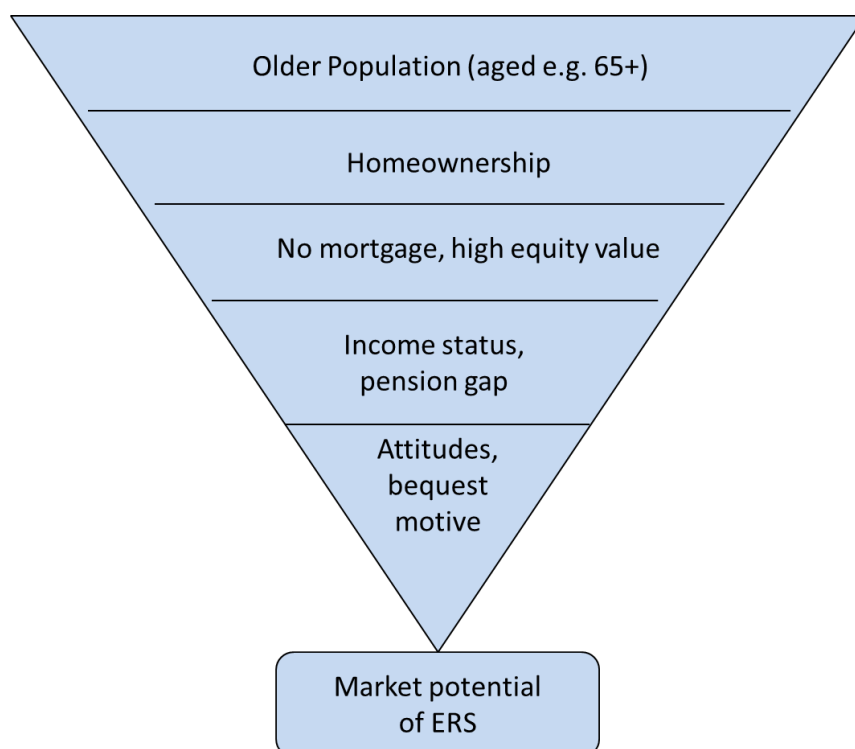 Older Population (aged e.g. 65+)
Homeownership
No mortgage, high equity value
Income status,
pension gap
Attitudes,
bequest
motive
Market potential
of ERS